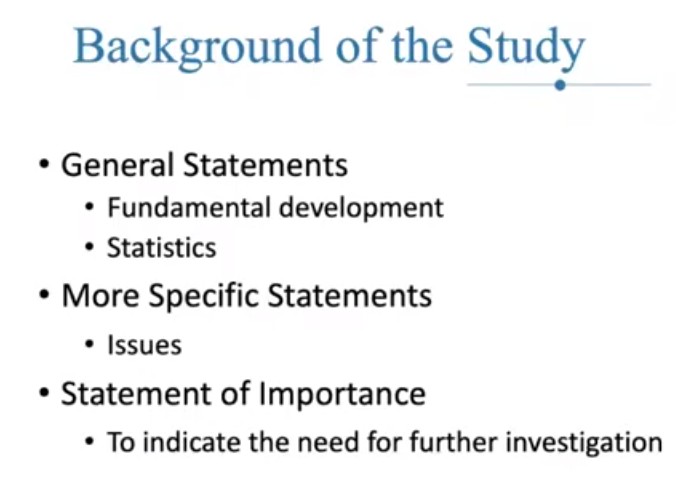 Background of the Study
• General Statements
• Fundamental development
• Statistics
• More Specific Statements
• Issues
• Statement of Importance
• To indicate the need for further investigation